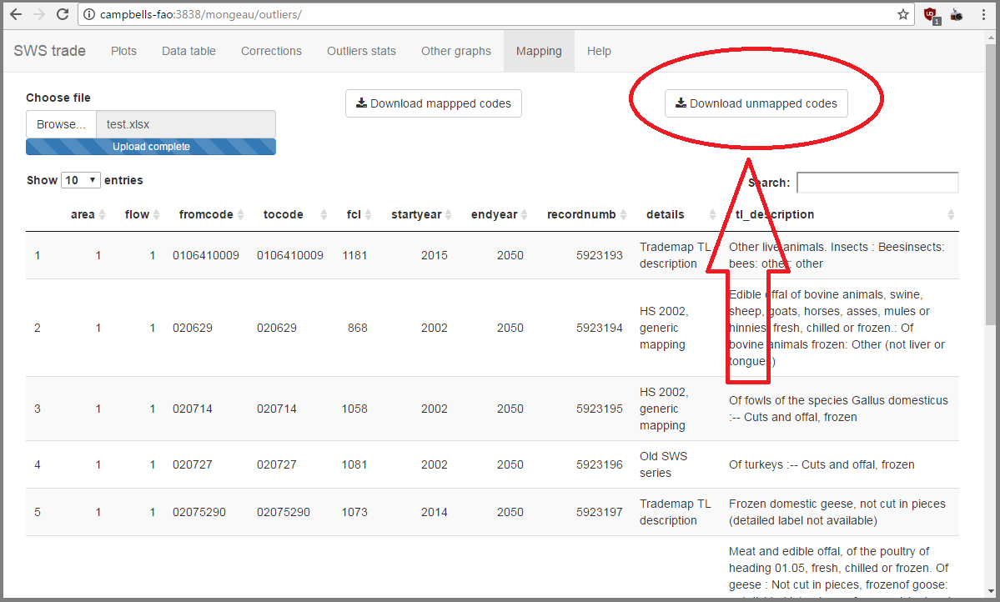 campbells-fao:3838/mongeau/outliers/
1
SWS trade Plots Data table Corrections Outliers stats Other graphs Mapping Help
Choose file
Browse... test.xlsx
Upload complete
Download mappped codes
Download unmapped codes
Show 10 entries
Search:
area flow fromcode tocode fcl startyear endyear recordnumb details tl_description
1 1 1 0106410009 0106410009 1181 2015 2050 5923193 Trademap TL Other live animals. Insects : Beesinsects:
description bees: other: other
Edible offal of bovine animals, swine,
HS 2002, sheep, goats, horses, asses, mules or
2 1 1 020629 020629 868 2002 2050 5923194 generic hinnies, fresh, chilled or frozen.: Of
mapping bovine animals frozen: Other (not liver or
tongues)
HS 2002,
3 1 1 020714 020714 1058 2002 2050 5923195 generic Of fowls of the species Gallus domesticus
mapping :-- Cuts and offal, frozen
4 1 1 020727 020727 1081 2002 2050 5923196 Old SWS Of turkeys :-- Cuts and offal, frozen
series
5 1 1 02075290 02075290 1073 2014 2050 5923197 Trademap TL Frozen domestic geese, not cut in pieces
description (detailed label not available)
Meat and edible offal, of the poultry of
heading 01.05, fresh, chilled or frozen. Of
geese : Not cut in pieces, frozenof goose: